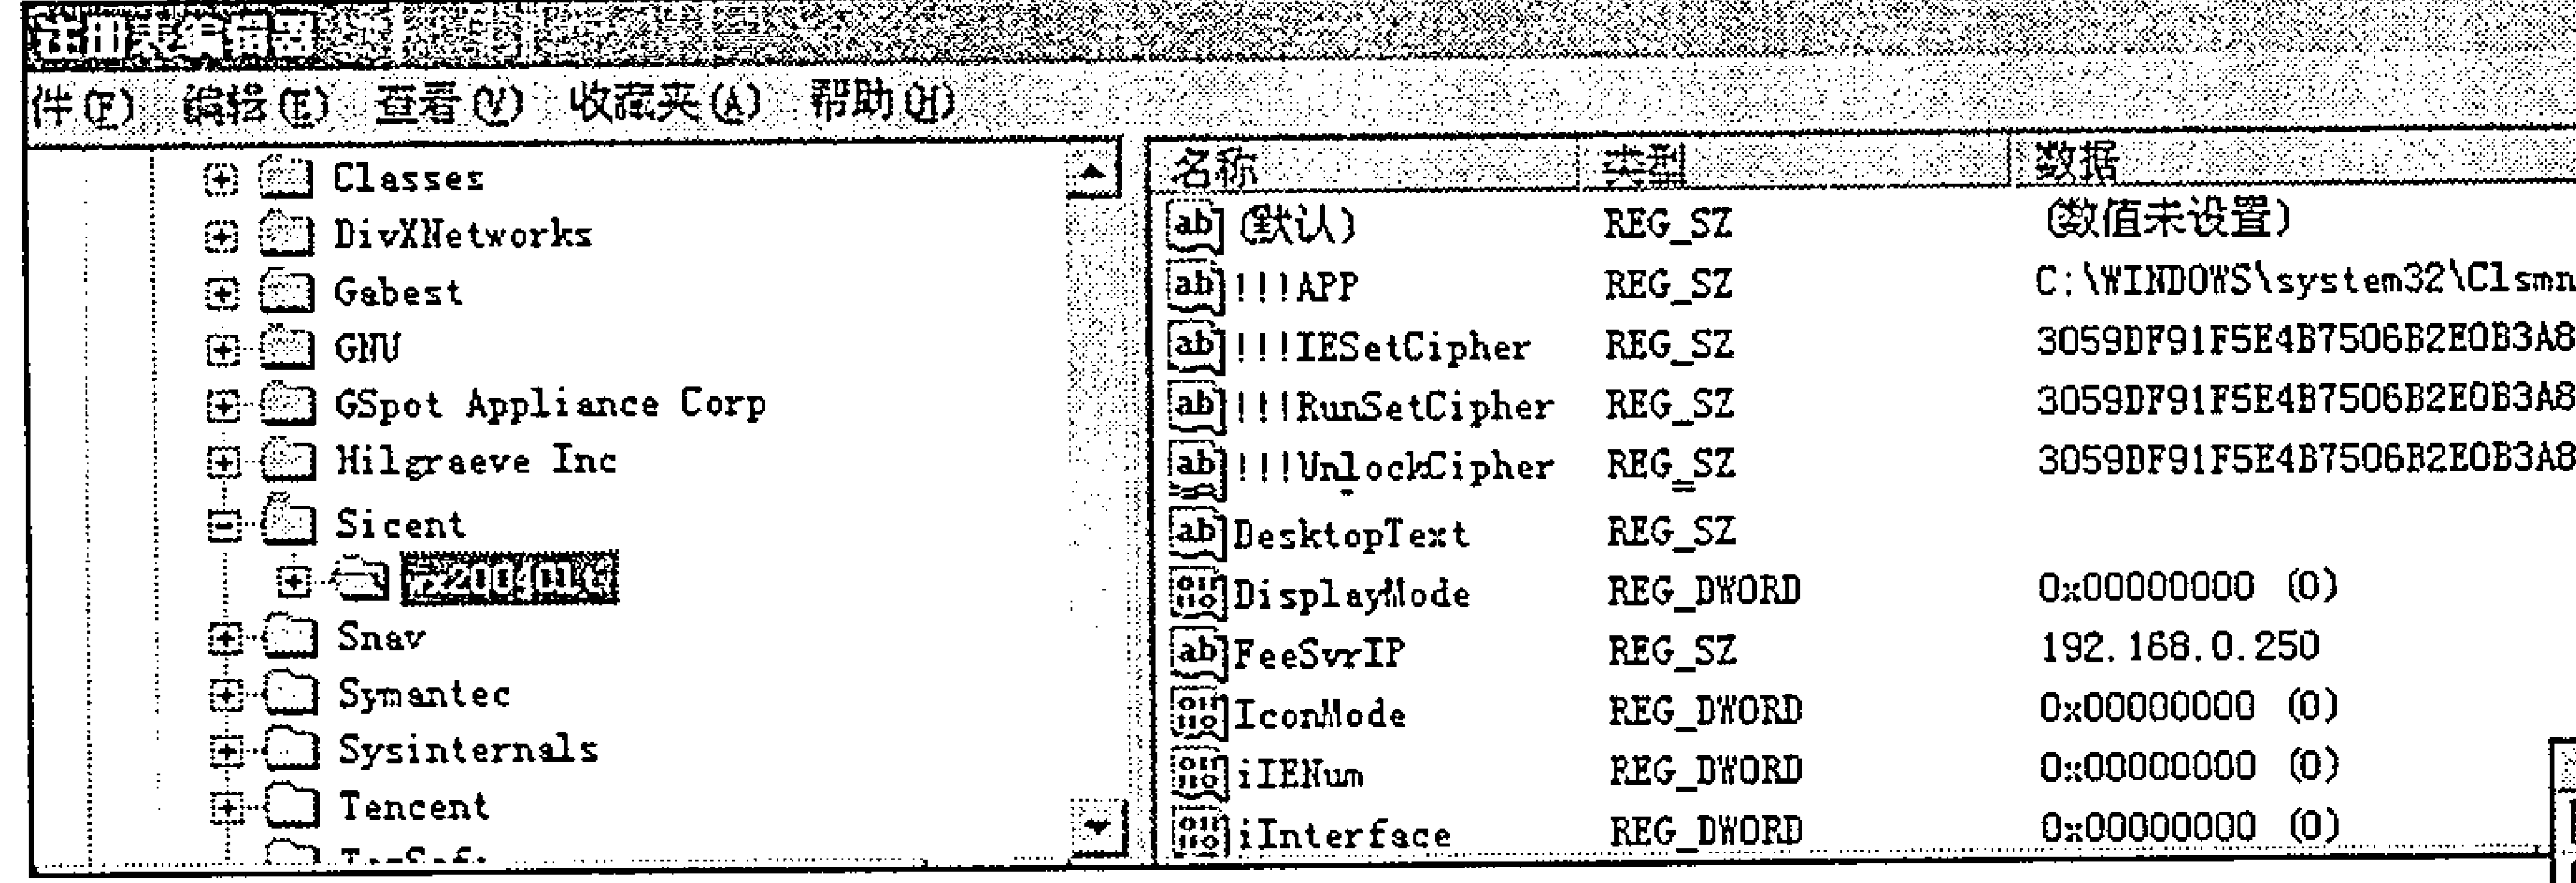 注册表编辑器
件(F) 编辑(E) 查看(V) 收藏夹(A) 帮助(H)
Classes
DivXNetworks
Gabest
GNU
GSpot Appliance Corp
Hilgraeve Inc
Sicent
Snav
Symantec
Sysinternals
Tencent
名称 类型 数据
(默认) REG_SZ (数值未设置)
!!!APP REG_SZ C:\WINDOWS\system32\Clsmn
!!!IESetCipher REG_SZ 3059DF91F5E4B7506B2E0B3A8
!!!RunSetCipher REG_SZ 3059DF91F5E4B7506B2E0B3A8
!!!UnlockCipher REG_SZ 3059DF91F5E4B7506B2E0B3A8
DesktopText REG_SZ
DisplayMode REG_DWORD 0x00000000 (0)
FeeSvrIP REG_SZ 192.168.0.250
IconMode REG_DWORD 0x00000000 (0)
iIENum REG_DWORD 0x00000000 (0)
iInterface REG_DWORD 0x00000000 (0)